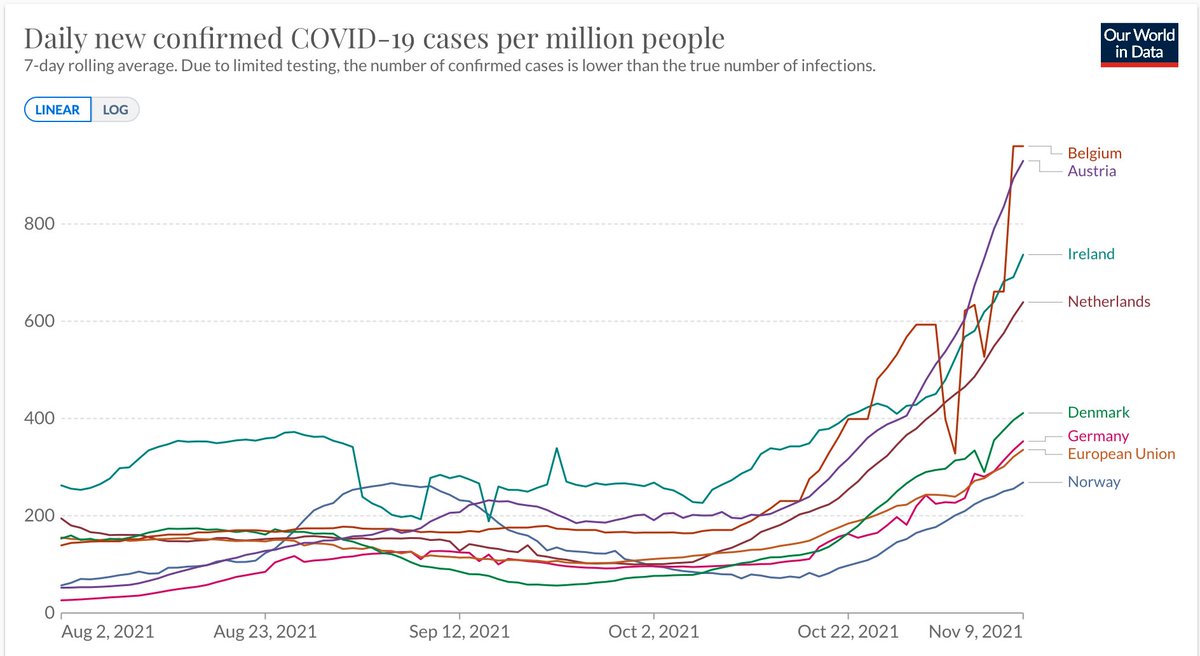 Daily new confirmed COVID-19 cases per million people
Our World
in Data
7-day rolling average. Due to limited testing, the number of confirmed cases is lower than the true number of infections.
LINEAR LOG
Belgium
Austria
800
Ireland
Netherlands
600
400
Denmark
Germany
European Union
Norway
200
0
Aug 2, 2021 Aug 23, 2021 Sep 12, 2021 Oct 2, 2021 Oct 22, 2021 Nov 9, 2021